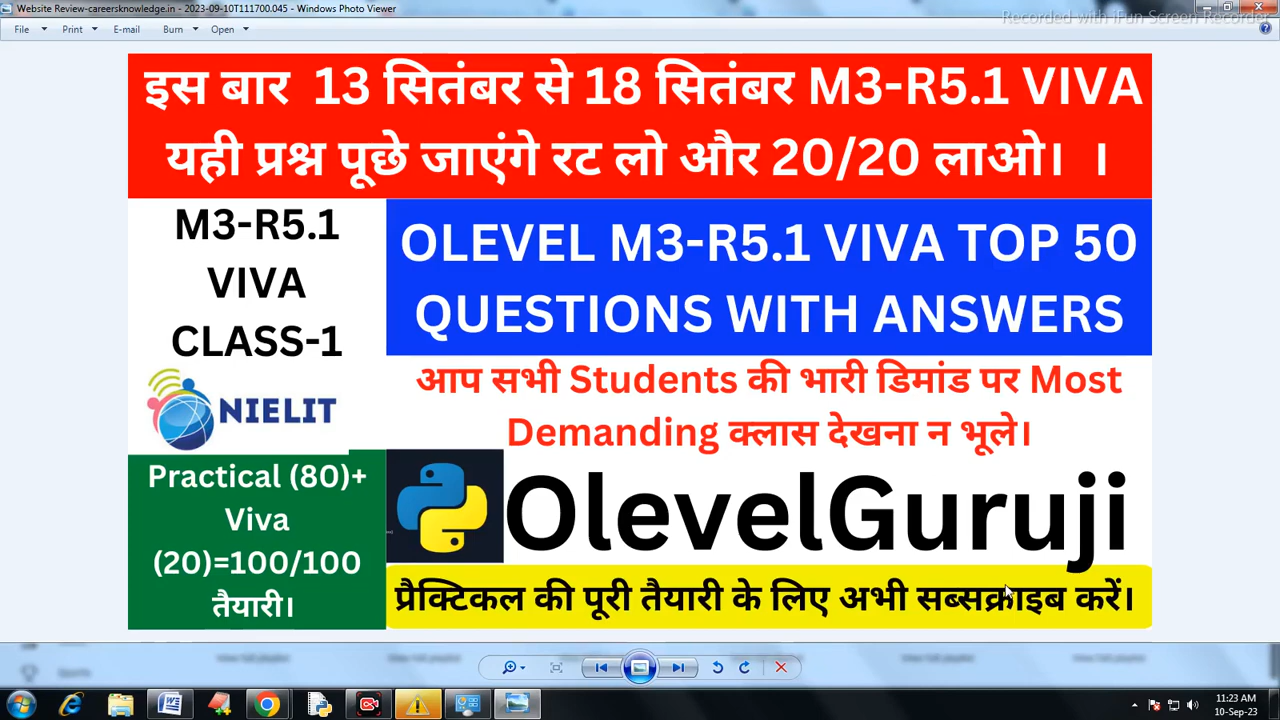 Website Review-careersknowledge.in - 2023-09-10T111700.045 - Windows Photo Viewer
Recorded with iFun Screen Recorder
File Print E-mail Burn Open
इस बार 13 सितंबर से 18 सितंबर M3-R5.1 VIVA
यही प्रश्न पूछे जाएंगे रट लो और 20/20 लाओ। ।
M3-R5.1
VIVA
CLASS-1
NIELIT
OLEVEL M3-R5.1 VIVA TOP 50
QUESTIONS WITH ANSWERS
आप सभी Students की भारी डिमांड पर Most
Demanding क्लास देखना न भूले।
Practical (80)+
Viva
(20)=100/100
तैयारी।
OlevelGuruji
प्रैक्टिकल की पूरी तैयारी के लिए अभी सब्सक्राइब करें।
11:23 AM
10-Sep-23